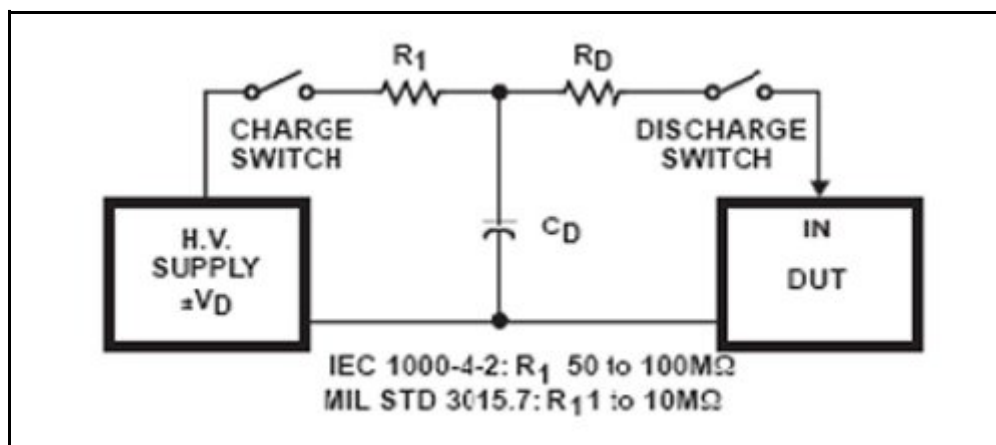 R1
RD
CHARGE
SWITCH
DISCHARGE
SWITCH
H.V.
SUPPLY
±VD
CD
IN
DUT
IEC 1000-4-2: R1 50 to 100MΩ
MIL STD 3015.7: R1 1 to 10MΩ